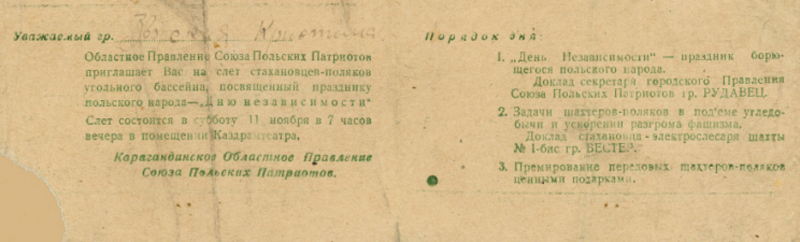 Уважаемый гр.
Областное Правление Союза Польских Патриотов
приглашает Вас на слет стахановцев-поляков
угольного бассейна, посвященный празднику
польского народа—„Дню независимости"
Слет состоится в субботу 11 ноября в 7 часов
вечера в помещении Каздрамтеатра.
Карагандинское Областное Правление
Союза Польских Патриотов.
Порядок дня:
1. „День Независимости" — праздник борю-
щегося польского народа.
Доклад секретаря городского Правления
Союза Польских Патриотов гр. РУДАВЕЦ.
2. Задачи шахтеров-поляков в под'еме угледо-
бычи и ускорении разгрома фашизма.
Доклад стахановца-электрослесаря шахты
№ 1-бас гр. ВЕСТЕР.
3. Премирование передовых шахтеров-поляков
ценными подарками.